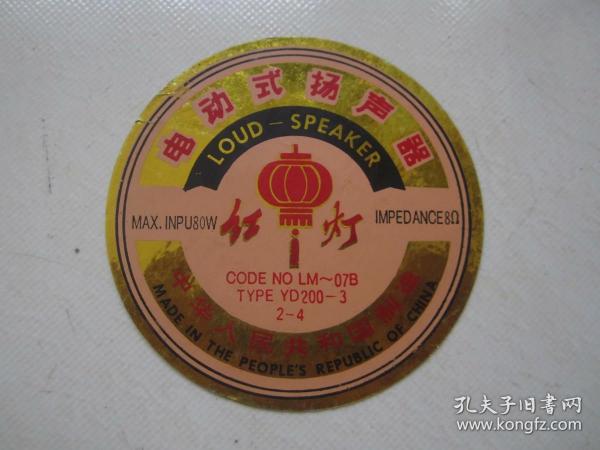 电动式扬声器
LOUD-SPEAKER
MAX. INPU80W
红灯
IMPEDANCE8Ω
CODE NO LM~07B
TYPE YD200-3
2-4
中华人民共和国制造
MADE IN THE PEOPLE'S REPUBLIC OF CHINA
孔夫子旧书网
www.kongfz.com